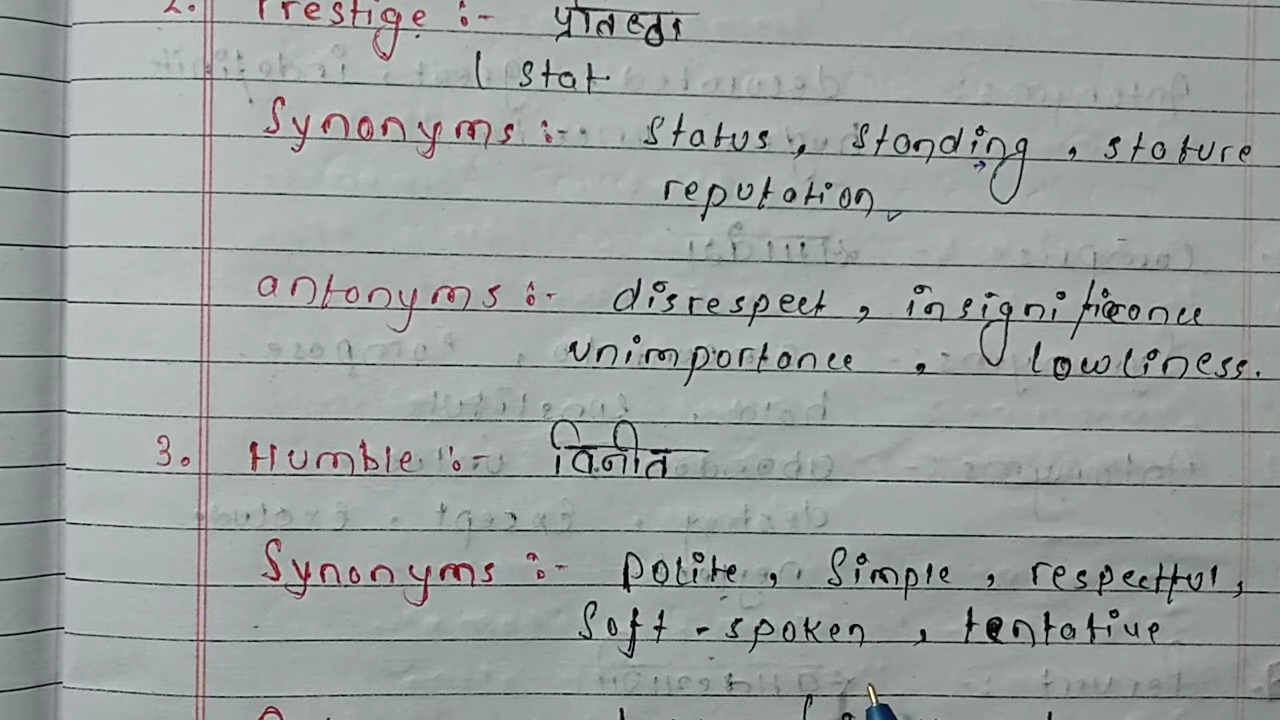 2. Prestige :- प्रतिष्ठा
( stat
Synonyms :- status, standing, stature
reputation,
antonyms :- disrespect, insignificance
unimportance, lowliness.
3. Humble :- विनीत
Synonyms :- polite, Simple, respectful,
Soft-spoken, tentative